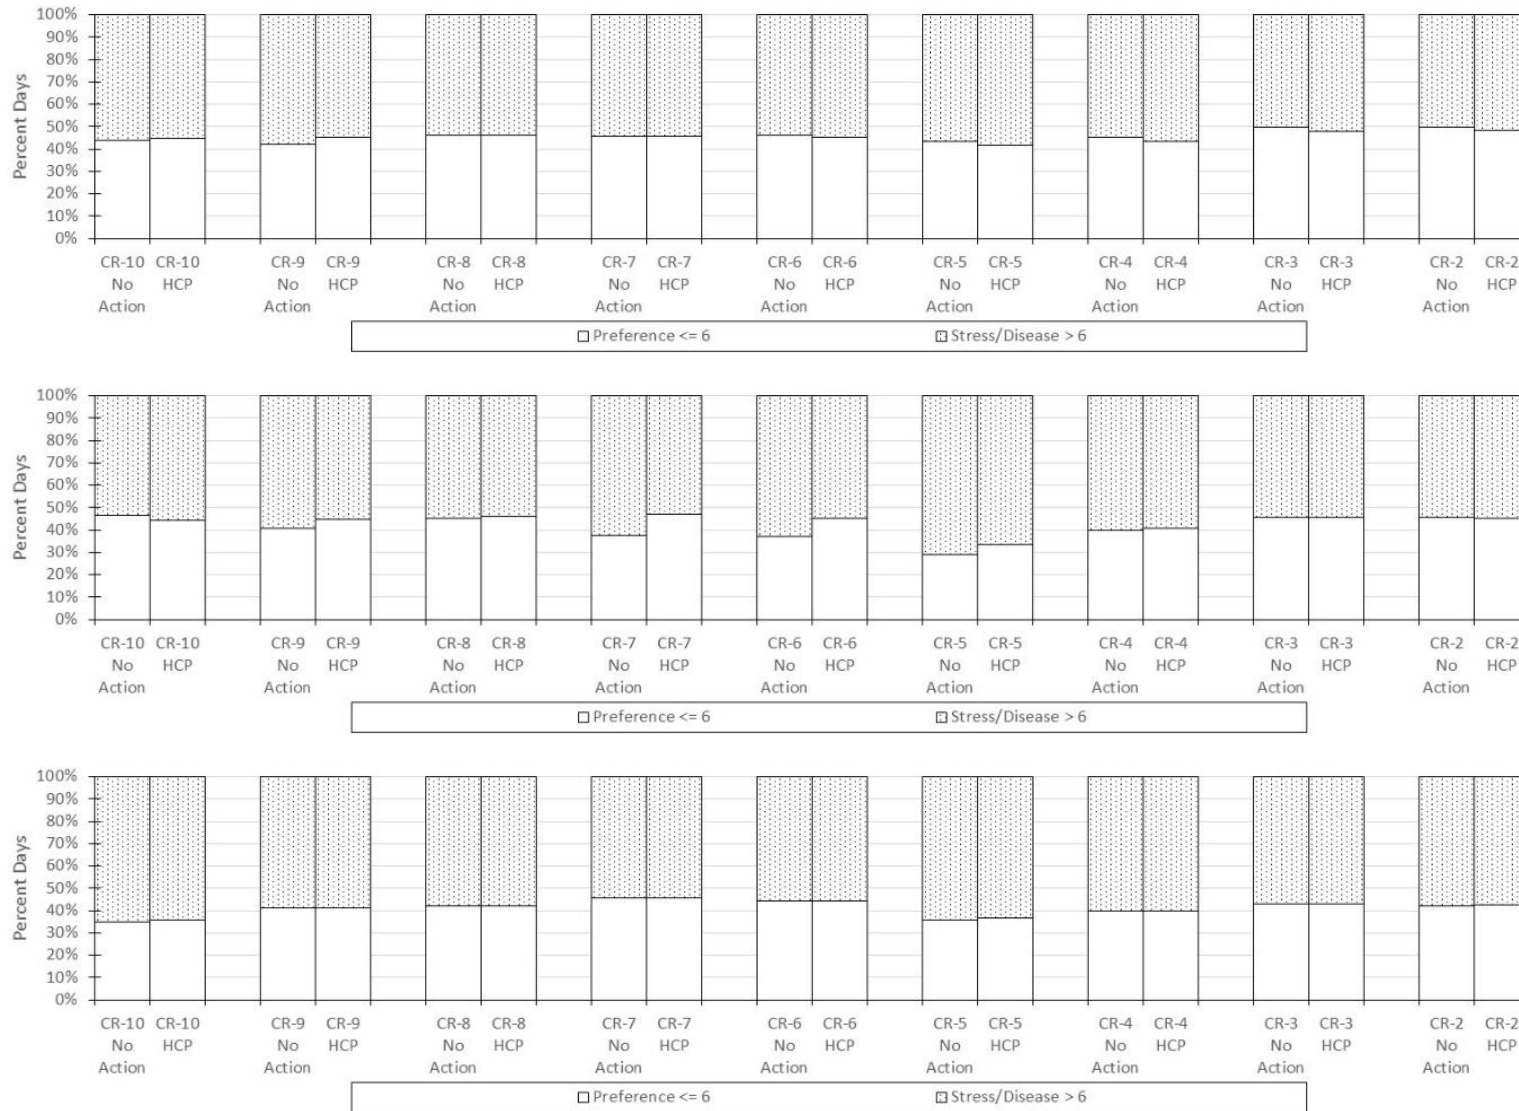 100%
90%
80%
70%
60%
50%
40%
30%
20%
10%
0%
Percent Days
CR-10 CR-10 CR-9 CR-9 CR-8 CR-8 CR-7 CR-7 CR-6 CR-6 CR-5 CR-5 CR-4 CR-4 CR-3 CR-3 CR-2 CR-2
No HCP No HCP No HCP No HCP No HCP No HCP No HCP No HCP No HCP
Action Action Action Action Action Action Action Action Action
Preference <= 6 Stress/Disease > 6
100%
90%
80%
70%
60%
50%
40%
30%
20%
10%
0%
Percent Days
CR-10 CR-10 CR-9 CR-9 CR-8 CR-8 CR-7 CR-7 CR-6 CR-6 CR-5 CR-5 CR-4 CR-4 CR-3 CR-3 CR-2 CR-2
No HCP No HCP No HCP No HCP No HCP No HCP No HCP No HCP No HCP
Action Action Action Action Action Action Action Action Action
Preference <= 6 Stress/Disease > 6
100%
90%
80%
70%
60%
50%
40%
30%
20%
10%
0%
Percent Days
CR-10 CR-10 CR-9 CR-9 CR-8 CR-8 CR-7 CR-7 CR-6 CR-6 CR-5 CR-5 CR-4 CR-4 CR-3 CR-3 CR-2 CR-2
No HCP No HCP No HCP No HCP No HCP No HCP No HCP No HCP No HCP
Action Action Action Action Action Action Action Action Action
Preference <= 6 Stress/Disease > 6